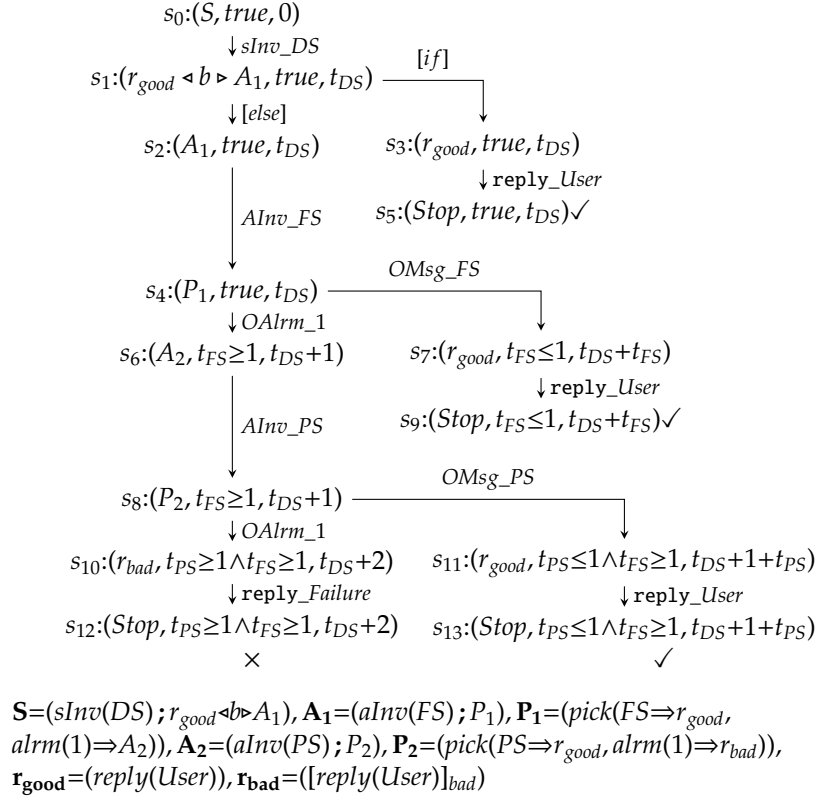 s₀:(S, true, 0)
↓ sInv_DS
s₁:(r_good ◂ b ▸ A₁, true, t_DS) [if]
↓ [else]
s₂:(A₁, true, t_DS) s₃:(r_good, true, t_DS)
↓ reply_User
AInv_FS s₅:(Stop, true, t_DS)✓
OMsg_FS
s₄:(P₁, true, t_DS)
↓ OAlrm_1
s₆:(A₂, t_FS≥1, t_DS+1) s₇:(r_good, t_FS≤1, t_DS+t_FS)
↓ reply_User
AInv_PS s₉:(Stop, t_FS≤1, t_DS+t_FS)✓
OMsg_PS
s₈:(P₂, t_FS≥1, t_DS+1)
↓ OAlrm_1
s₁₀:(r_bad, t_PS≥1∧t_FS≥1, t_DS+2) s₁₁:(r_good, t_PS≤1∧t_FS≥1, t_DS+1+t_PS)
↓ reply_Failure ↓ reply_User
s₁₂:(Stop, t_PS≥1∧t_FS≥1, t_DS+2) s₁₃:(Stop, t_PS≤1∧t_FS≥1, t_DS+1+t_PS)
× ✓
S=(sInv(DS) ; r_good◂b▸A₁), A₁=(aInv(FS) ; P₁), P₁=(pick(FS⇒r_good,
alrm(1)⇒A₂)), A₂=(aInv(PS) ; P₂), P₂=(pick(PS⇒r_good, alrm(1)⇒r_bad)),
r_good=(reply(User)), r_bad=([reply(User)]_bad)